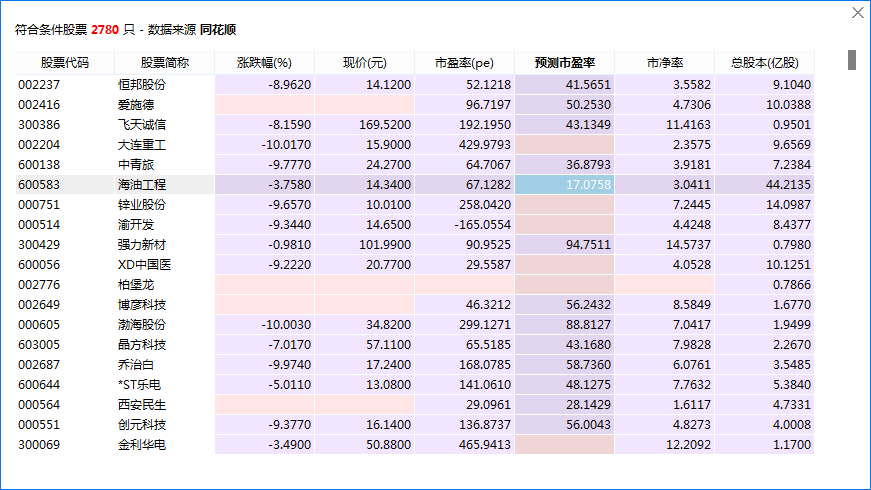 符合条件股票 2780 只 - 数据来源 同花顺
股票代码 股票简称 涨跌幅(%) 现价(元) 市盈率(pe) 预测市盈率 市净率 总股本(亿股)
002237 恒邦股份 -8.9620 14.1200 52.1218 41.5651 3.5582 9.1040
002416 爱施德 96.7197 50.2530 4.7306 10.0388
300386 飞天诚信 -8.1590 169.5200 192.1950 43.1349 11.4163 0.9501
002204 大连重工 -10.0170 15.9000 429.9793 2.3575 9.6569
600138 中青旅 -9.7770 24.2700 64.7067 36.8793 3.9181 7.2384
600583 海油工程 -3.7580 14.3400 67.1282 17.0758 3.0411 44.2135
000751 锌业股份 -9.6570 10.0100 258.0420 7.2445 14.0987
000514 渝开发 -9.3440 14.6500 -165.0554 4.4248 8.4377
300429 强力新材 -0.9810 101.9900 90.9525 94.7511 14.5737 0.7980
600056 XD中国医 -9.2220 20.7700 29.5587 4.0528 10.1251
002776 柏堡龙 0.7866
002649 博彦科技 46.3212 56.2432 8.5849 1.6770
000605 渤海股份 -10.0030 34.8200 299.1271 88.8127 7.0417 1.9499
603005 晶方科技 -7.0170 57.1100 65.5185 43.1680 7.9828 2.2670
002687 乔治白 -9.9740 17.2400 168.0785 58.7360 6.0761 3.5485
600644 *ST乐电 -5.0110 13.0800 141.0610 48.1275 7.7632 5.3840
000564 西安民生 29.0961 28.1429 1.6117 4.7331
000551 创元科技 -9.3770 16.1400 136.8737 56.0043 4.8273 4.0008
300069 金利华电 -3.4900 50.8800 465.9413 12.2092 1.1700